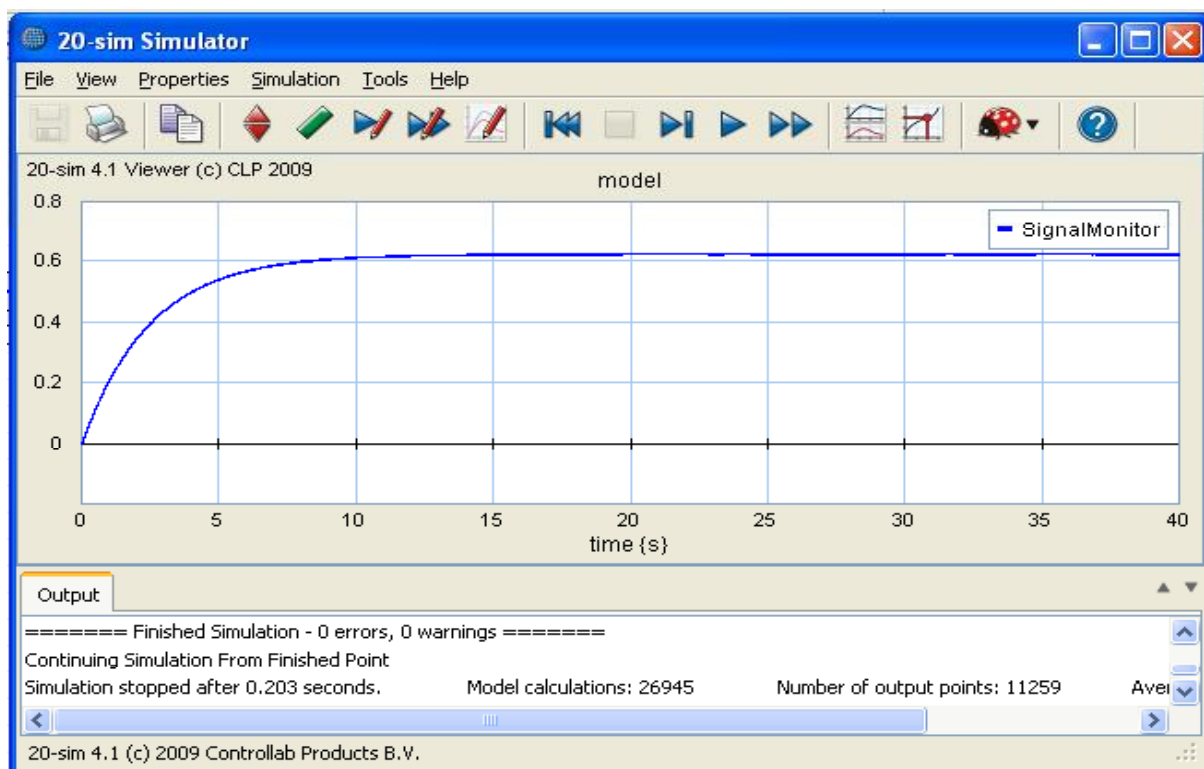 20-sim Simulator
File View Properties Simulation Tools Help
20-sim 4.1 Viewer (c) CLP 2009
model
0.8
SignalMonitor
0.6
0.4
0.2
0
0 5 10 15 20 25 30 35 40
time {s}
Output
======= Finished Simulation - 0 errors, 0 warnings =======
Continuing Simulation From Finished Point
Simulation stopped after 0.203 seconds. Model calculations: 26945 Number of output points: 11259 Aver
20-sim 4.1 (c) 2009 Controllab Products B.V.